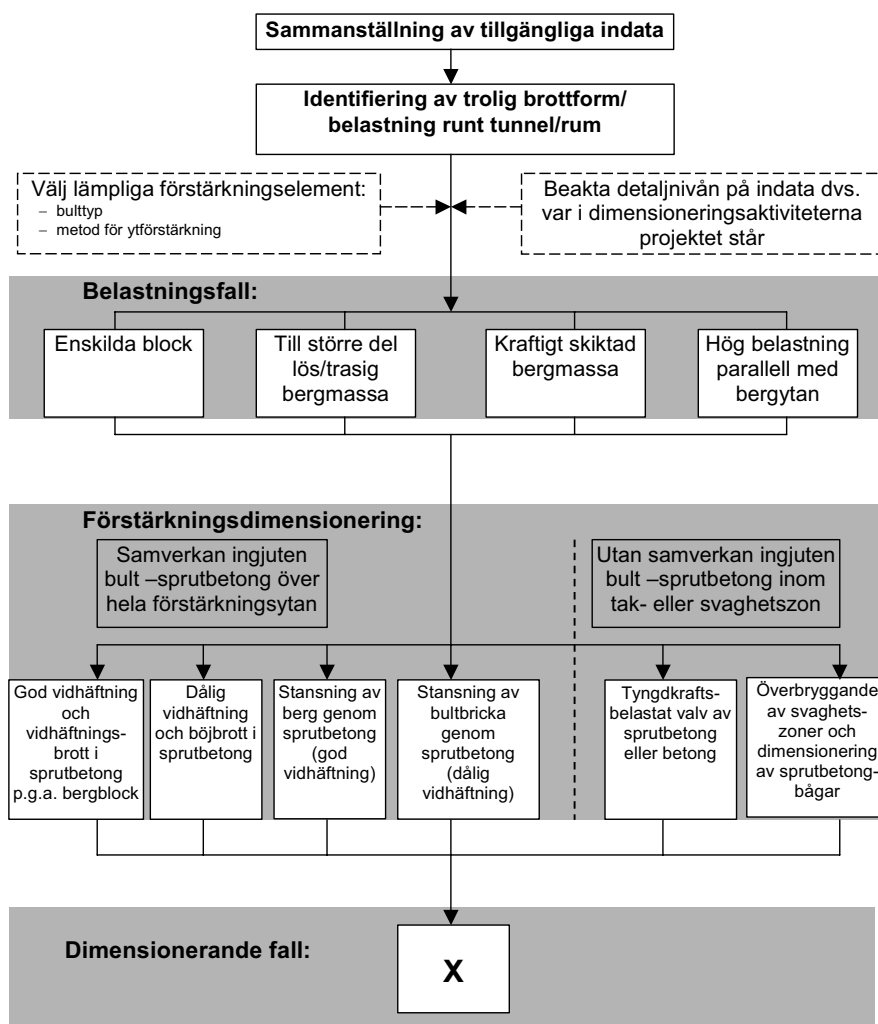 Sammanställning av tillgängliga indata
Identifiering av trolig brottform/
belastning runt tunnel/rum
Välj lämpliga förstärkningselement:
– bulttyp
– metod för ytförstärkning
Beakta detaljnivån på indata dvs.
var i dimensioneringsaktiviteterna
projektet står
Belastningsfall:
Enskilda block
Till större del
lös/trasig
bergmassa
Kraftigt skiktad
bergmassa
Hög belastning
parallell med
bergytan
Förstärkningsdimensionering:
Samverkan ingjuten
bult –sprutbetong över
hela förstärkningsytan
Utan samverkan ingjuten
bult –sprutbetong inom
tak- eller svaghetszon
God vidhäftning
och
vidhäftnings-
brott i
sprutbetong
p.g.a. bergblock
Dålig
vidhäftning
och böjbrott i
sprutbetong
Stansning av
berg genom
sprutbetong
(god
vidhäftning)
Stansning av
bultbricka
genom
sprutbetong
(dålig
vidhäftning)
Tyngdkrafts-
belastat valv av
sprutbetong
eller betong
Överbryggande
av svaghets-
zoner och
dimensionering
av sprutbetong-
bågar
Dimensionerande fall:
X